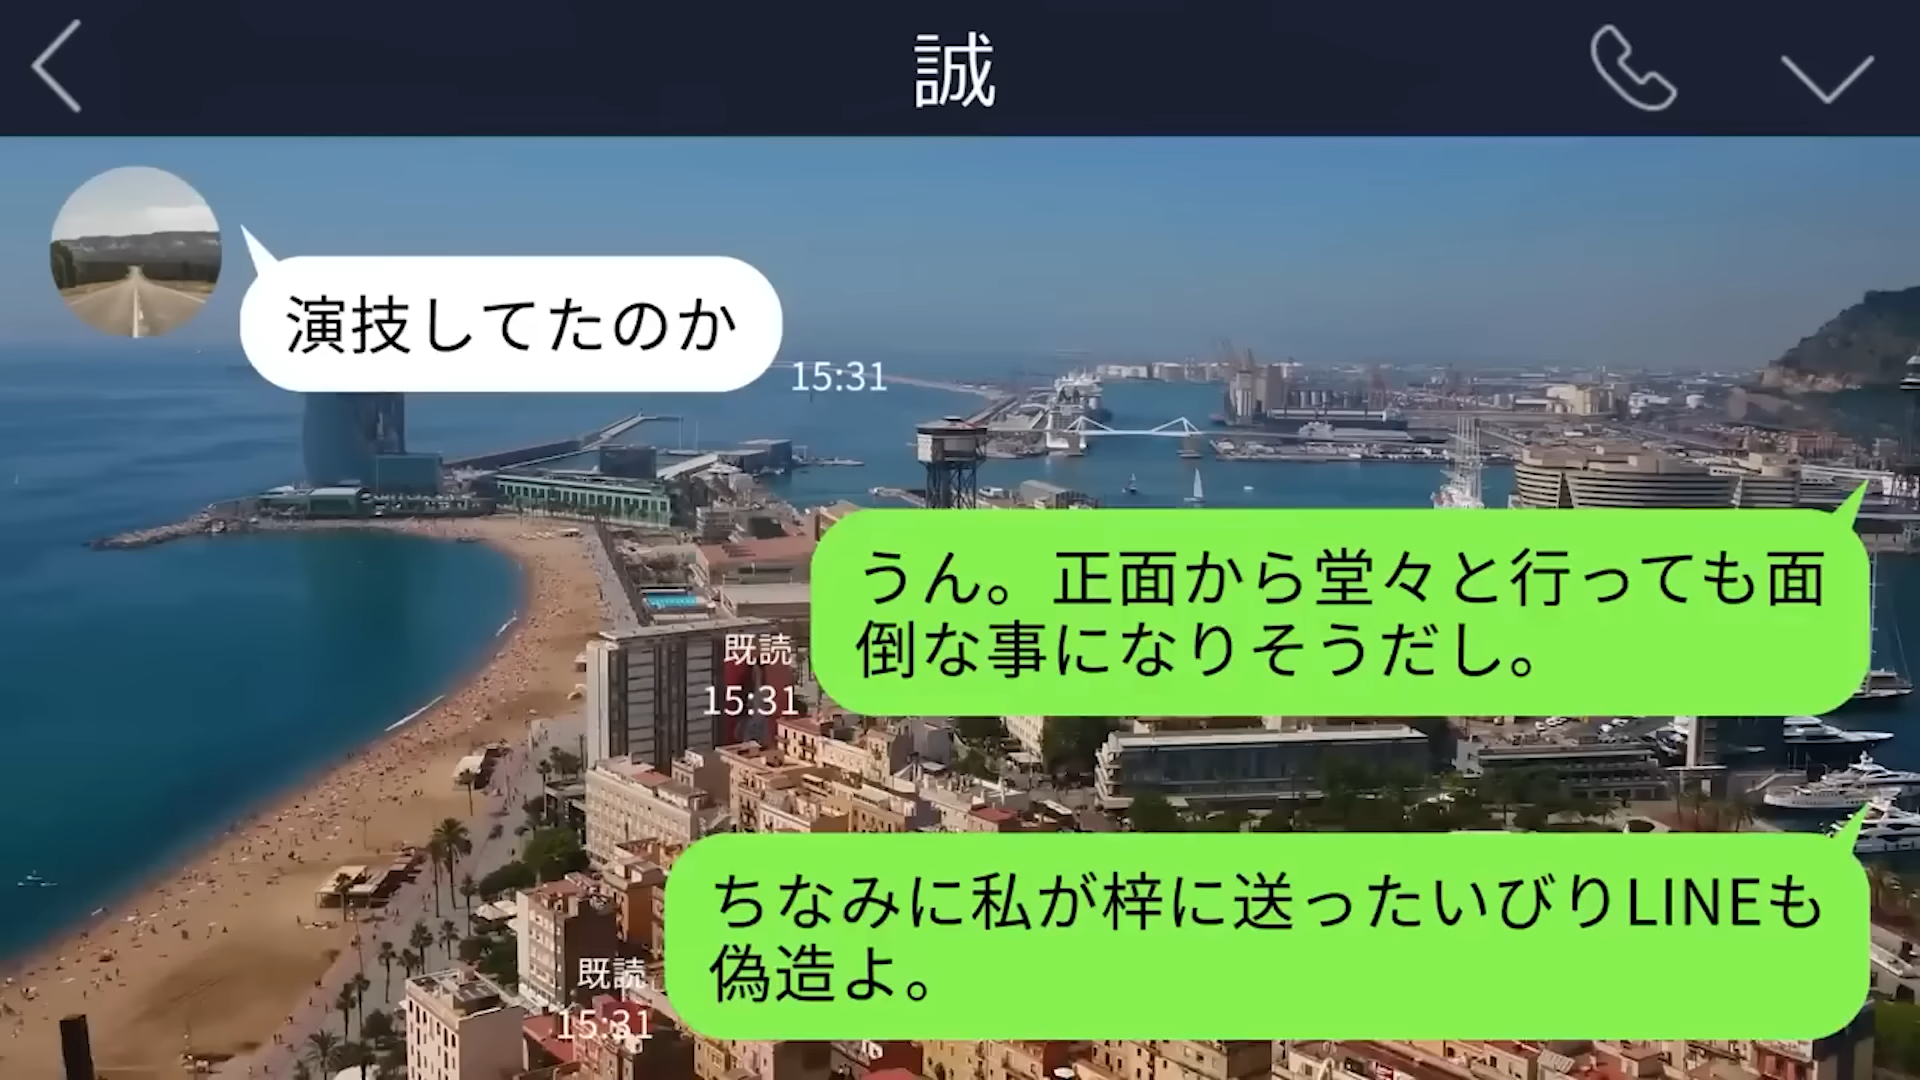 誠
演技してたのか
15:31
うん。正面から堂々と行っても面
倒な事になりそうだし。
既読
15:31
ちなみに私が梓に送ったいびりLINEも
偽造よ。
既読
15:31